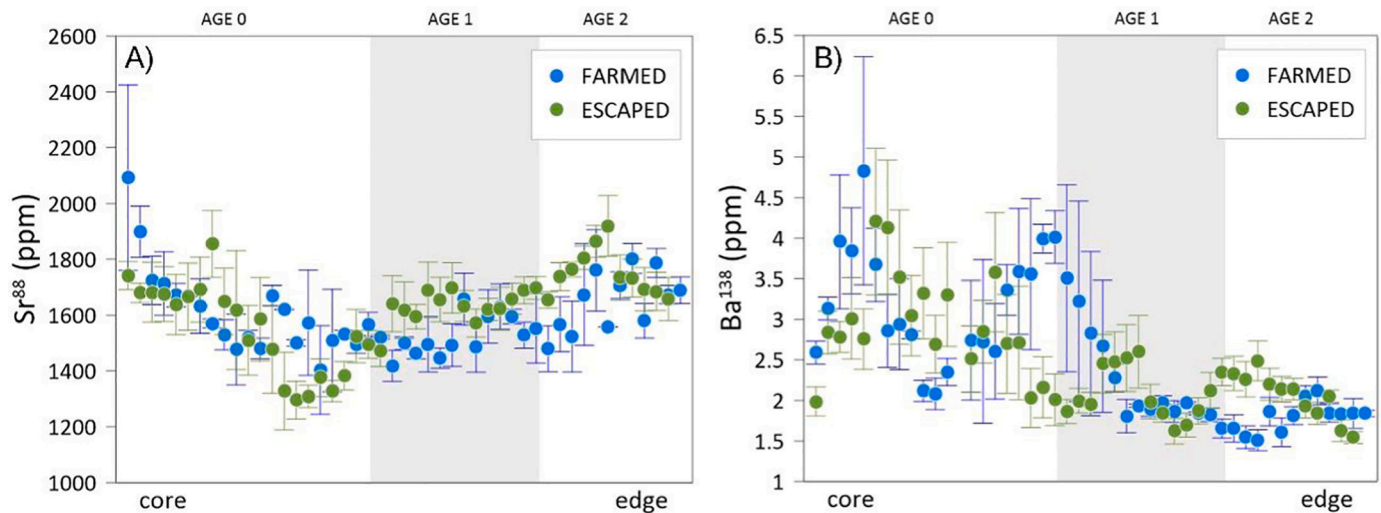 AGE 0 AGE 1 AGE 2
A)
FARMED
ESCAPED
Sr⁸⁸ (ppm)
2600
2400
2200
2000
1800
1600
1400
1200
1000
core edge
AGE 0 AGE 1 AGE 2
B)
FARMED
ESCAPED
Ba¹³⁸ (ppm)
6.5
6
5.5
5
4.5
4
3.5
3
2.5
2
1.5
1
core edge